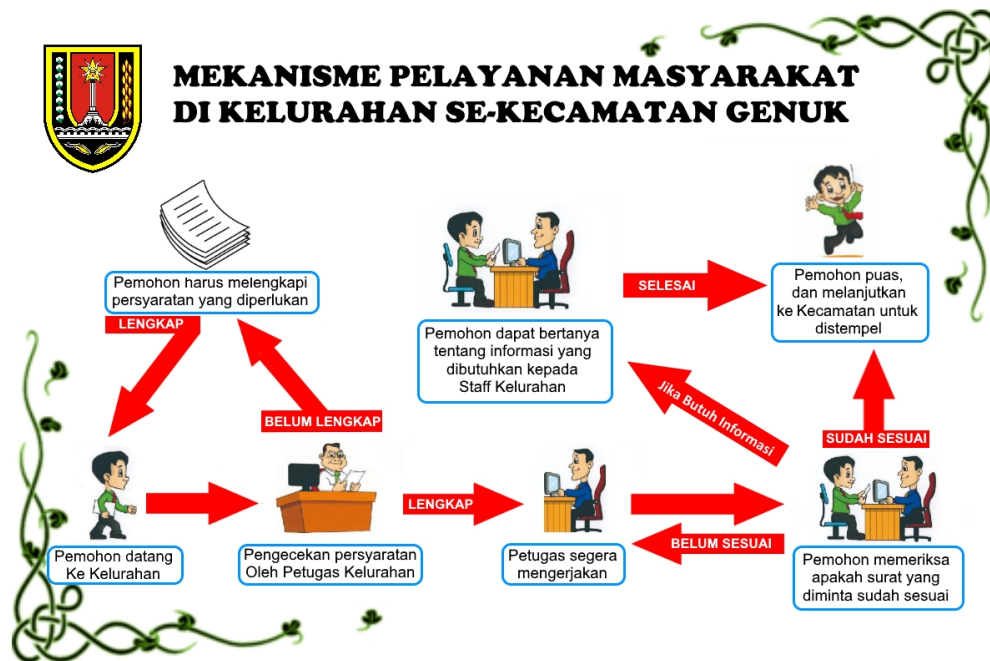 MEKANISME PELAYANAN MASYARAKAT
DI KELURAHAN SE-KECAMATAN GENUK
Pemohon harus melengkapi
persyaratan yang diperlukan
LENGKAP
BELUM LENGKAP
Pemohon datang
Ke Kelurahan
Pengecekan persyaratan
Oleh Petugas Kelurahan
LENGKAP
Petugas segera
mengerjakan
BELUM SESUAI
Pemohon memeriksa
apakah surat yang
diminta sudah sesuai
Jika Butuh Informasi
Pemohon dapat bertanya
tentang informasi yang
dibutuhkan kepada
Staff Kelurahan
SELESAI
SUDAH SESUAI
Pemohon puas,
dan melanjutkan
ke Kecamatan untuk
distempel